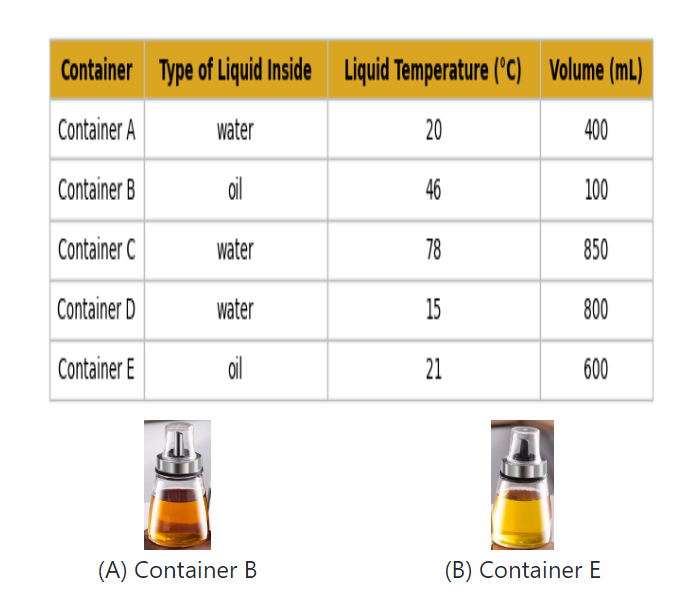 Container Type of Liquid Inside Liquid Temperature (°C) Volume (mL)
Container A water 20 400
Container B oil 46 100
Container C water 78 850
Container D water 15 800
Container E oil 21 600
(A) Container B (B) Container E